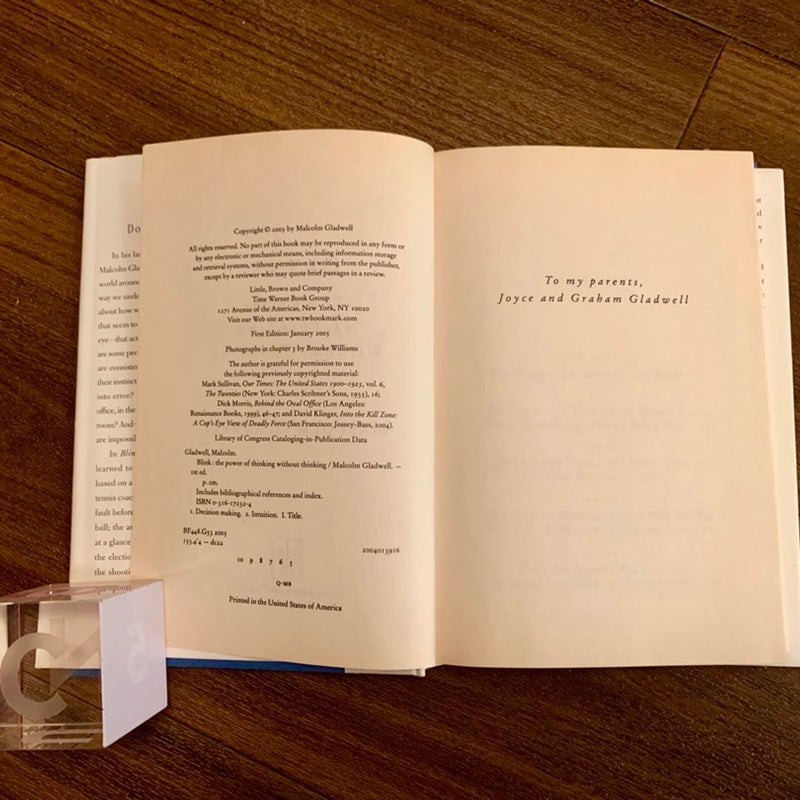 Do
In his la
Malcolm Gla
world around
way we unde
about how w
that seem to
eye—that act
are some peo
are consisten
their instinct
into error?
office, in the
room? And
are impossib
In Blin
learned to
based on a
tennis coac
fault before
ball; the an
at a glance
the electio
the shooti
Copyright © 2005 by Malcolm Gladwell
All rights reserved. No part of this book may be reproduced in any form or
by any electronic or mechanical means, including information storage
and retrieval systems, without permission in writing from the publisher,
except by a reviewer who may quote brief passages in a review.
Little, Brown and Company
Time Warner Book Group
1271 Avenue of the Americas, New York, NY 10020
Visit our Web site at www.twbookmark.com
First Edition: January 2005
Photographs in chapter 3 by Brooke Williams
The author is grateful for permission to use
the following previously copyrighted material:
Mark Sullivan, Our Times: The United States 1900–1925, vol. 6,
The Twenties (New York: Charles Scribner's Sons, 1935), 16;
Dick Morris, Behind the Oval Office (Los Angeles:
Renaissance Books, 1999), 46–47; and David Klinger, Into the Kill Zone:
A Cop's Eye View of Deadly Force (San Francisco: Jossey-Bass, 2004).
Library of Congress Cataloging-in-Publication Data
Gladwell, Malcolm.
Blink : the power of thinking without thinking / Malcolm Gladwell. —
1st ed.
p. cm.
Includes bibliographical references and index.
ISBN 0-316-17232-4
1. Decision making. 2. Intuition. I. Title.
BF448.G53 2005
153.4'4 — dc22
2004013916
10 9 8 7 6 5
Q-MB
Printed in the United States of America
To my parents,
Joyce and Graham Gladwell
5